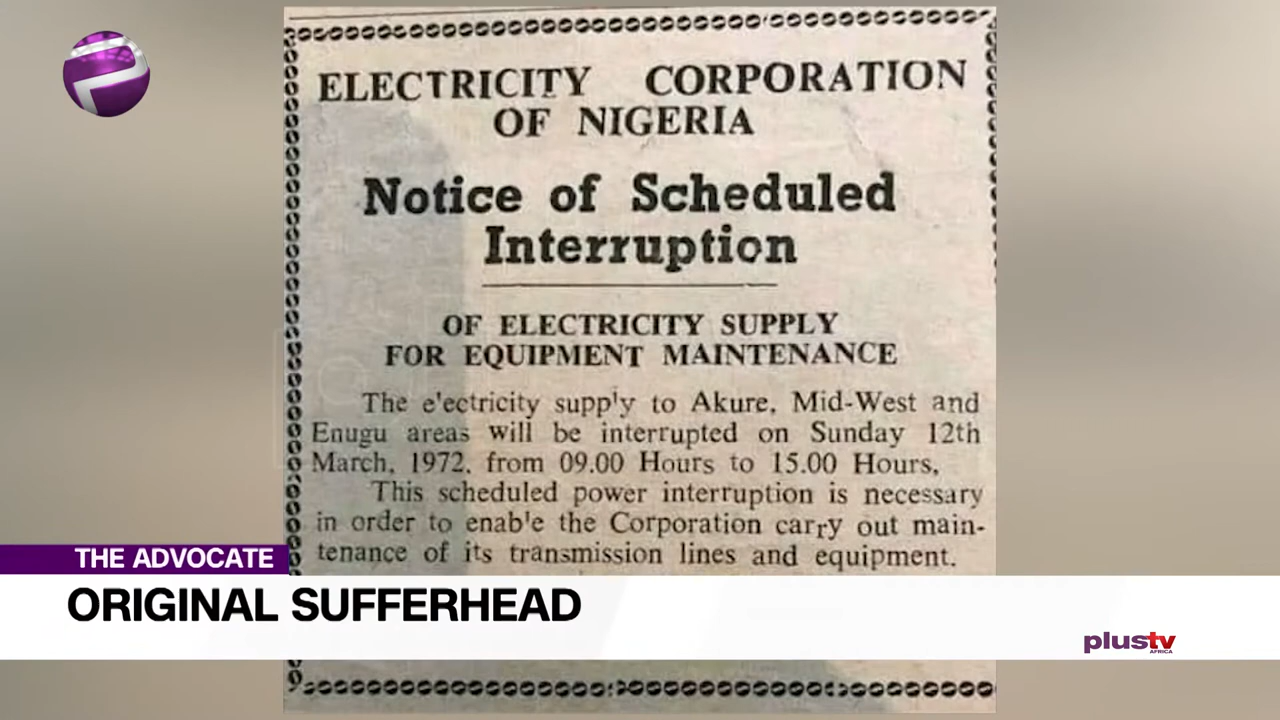 ELECTRICITY CORPORATION
OF NIGERIA
Notice of Scheduled
Interruption
OF ELECTRICITY SUPPLY
FOR EQUIPMENT MAINTENANCE
The e'ectricity supp'y to Akure, Mid-West and
Enugu areas will be interrupted on Sunday 12th
March, 1972, from 09.00 Hours to 15.00 Hours,
This scheduled power interruption is necessary
in order to enab'e the Corporation carry out main-
tenance of its transmission lines and equipment.
THE ADVOCATE
ORIGINAL SUFFERHEAD
plustv
AFRICA